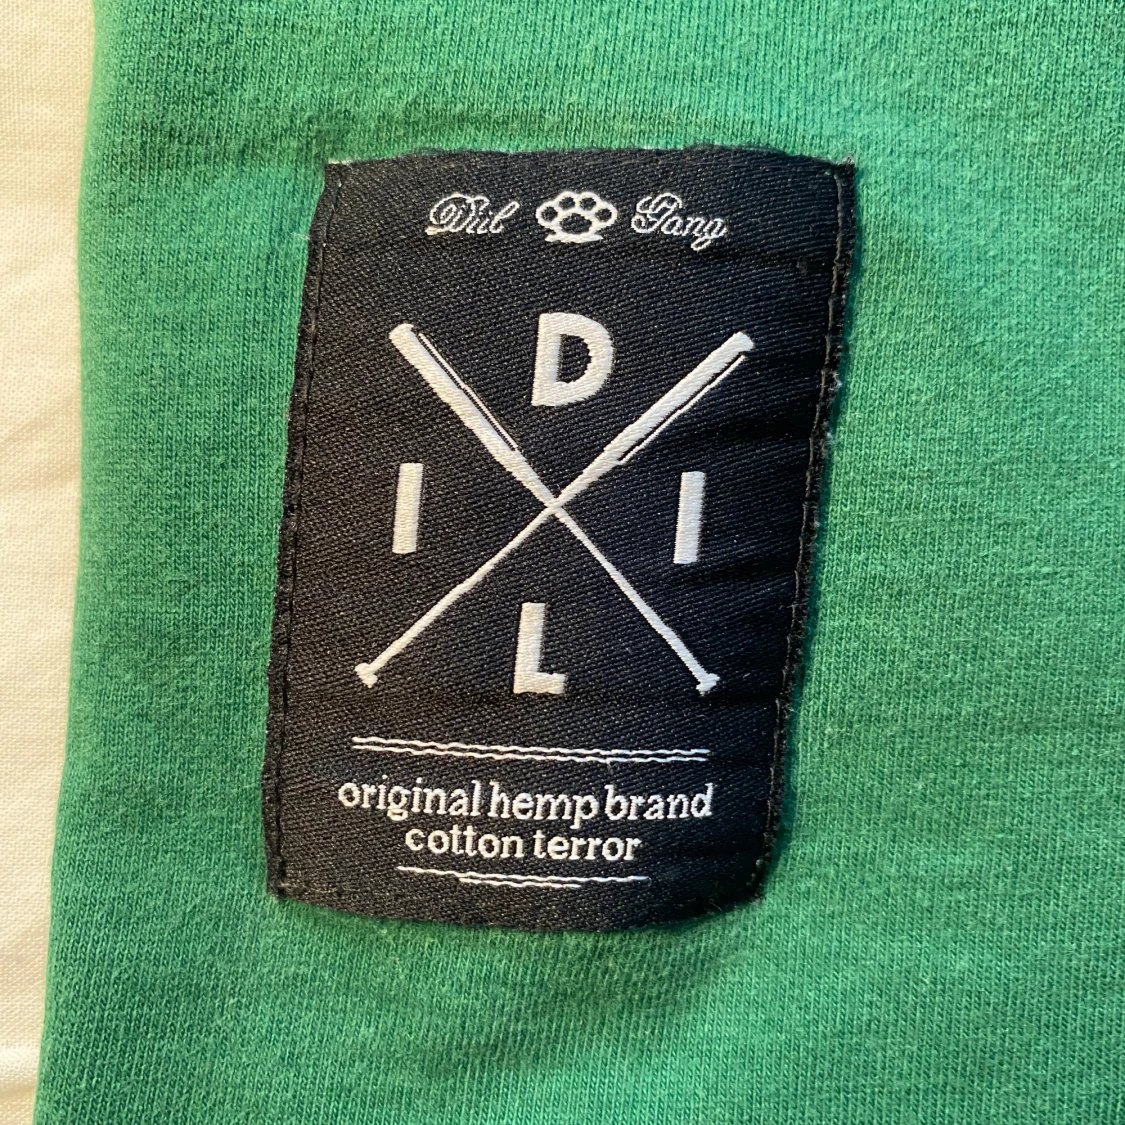 Diil Gang
D
I I
L
original hemp brand
cotton terror